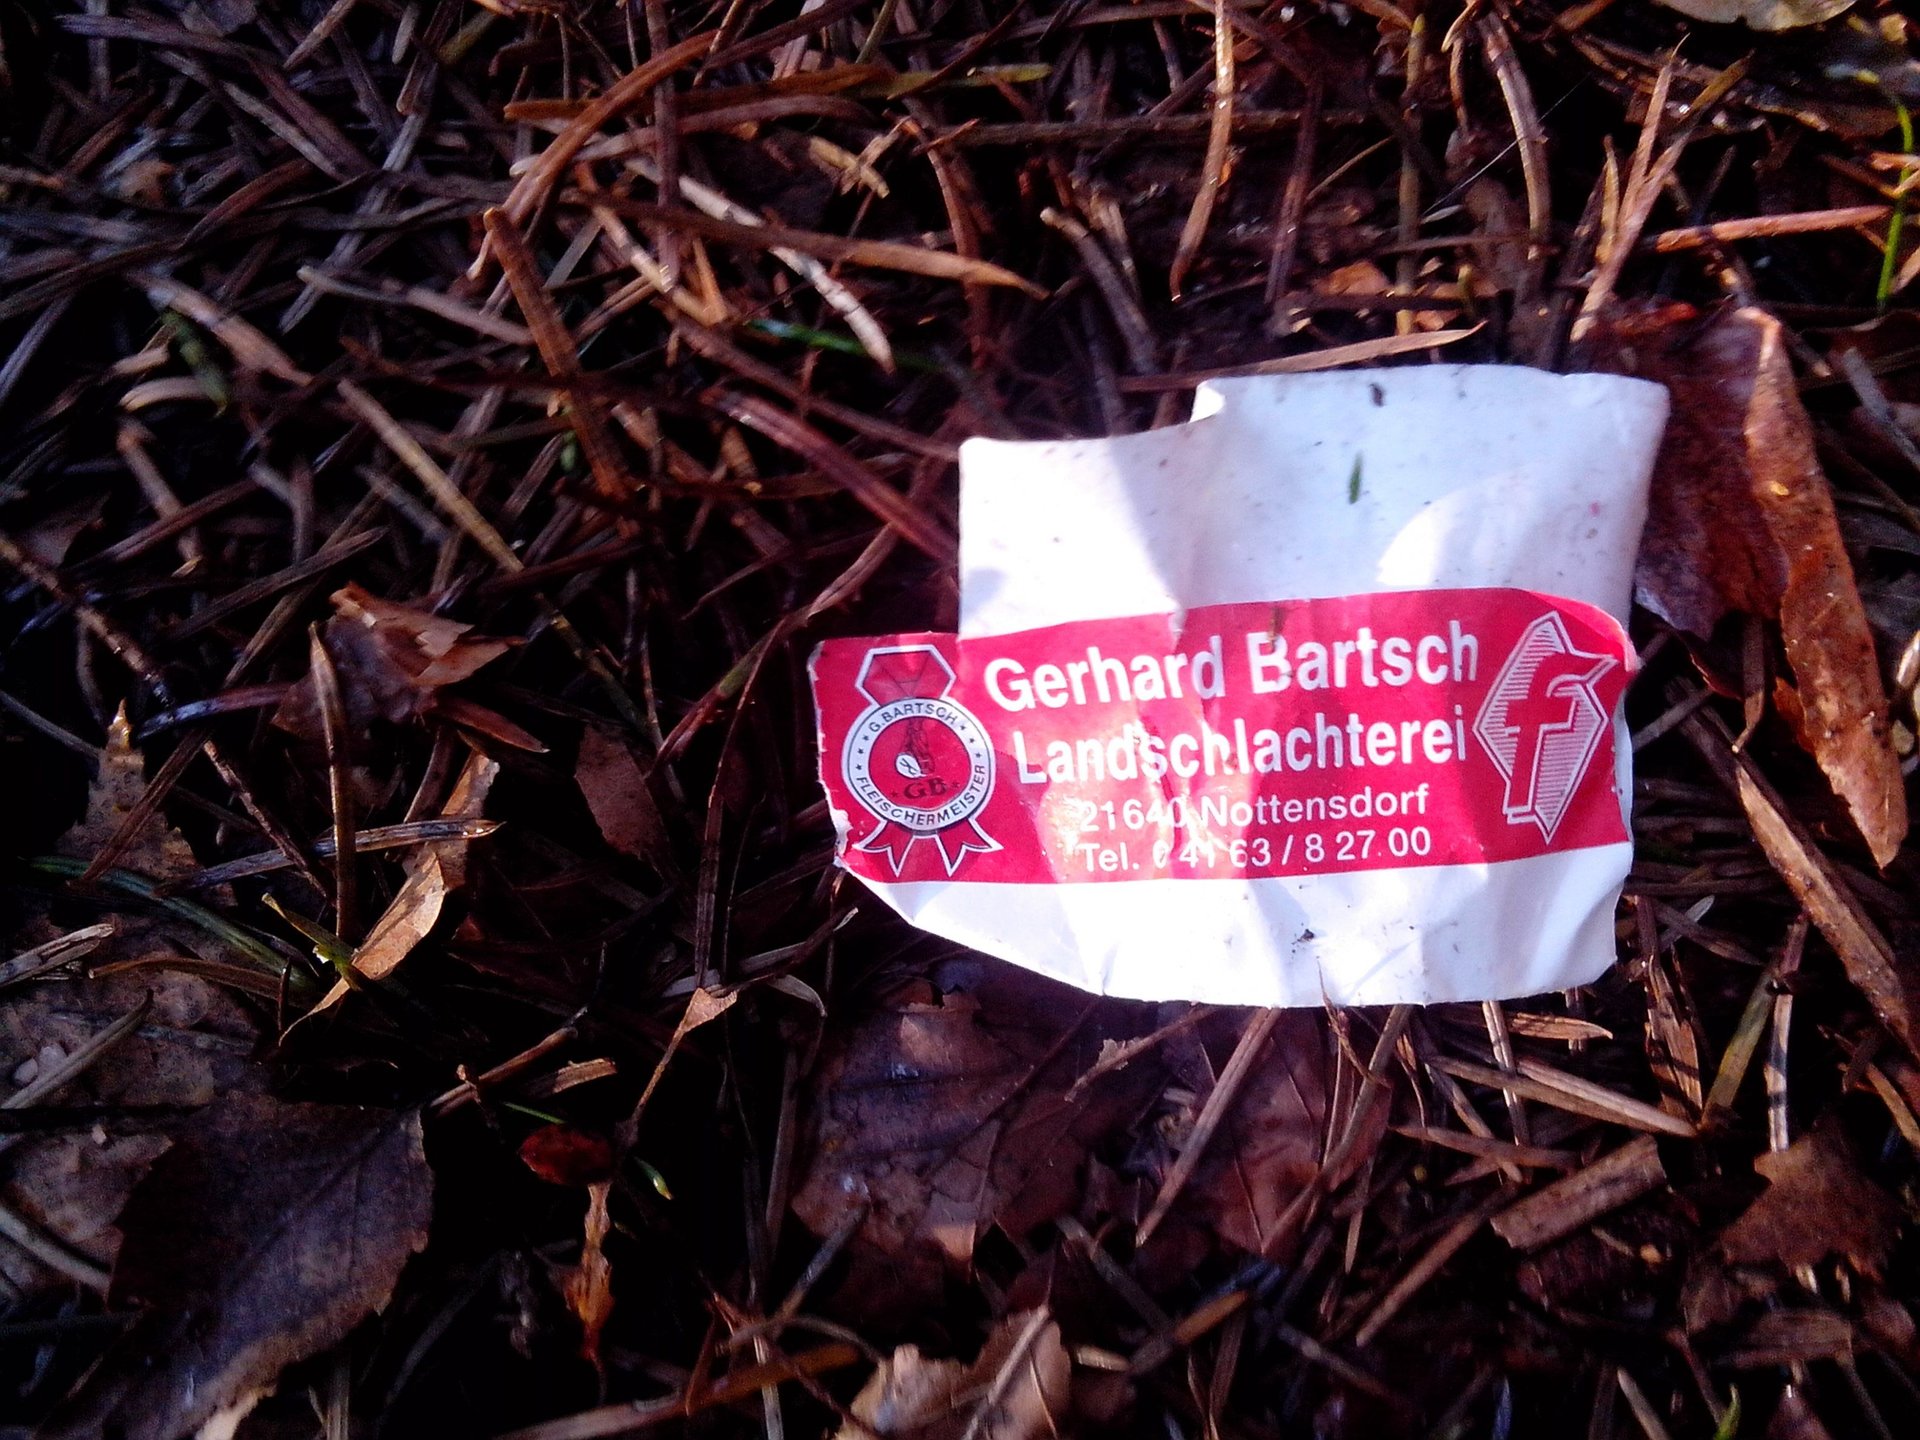 Gerhard Bartsch
Landschlachterei
21640 Nottensdorf
Tel. 0 41 63 / 8 27 00
G. BARTSCH
GB
FLEISCHERMEISTER
f